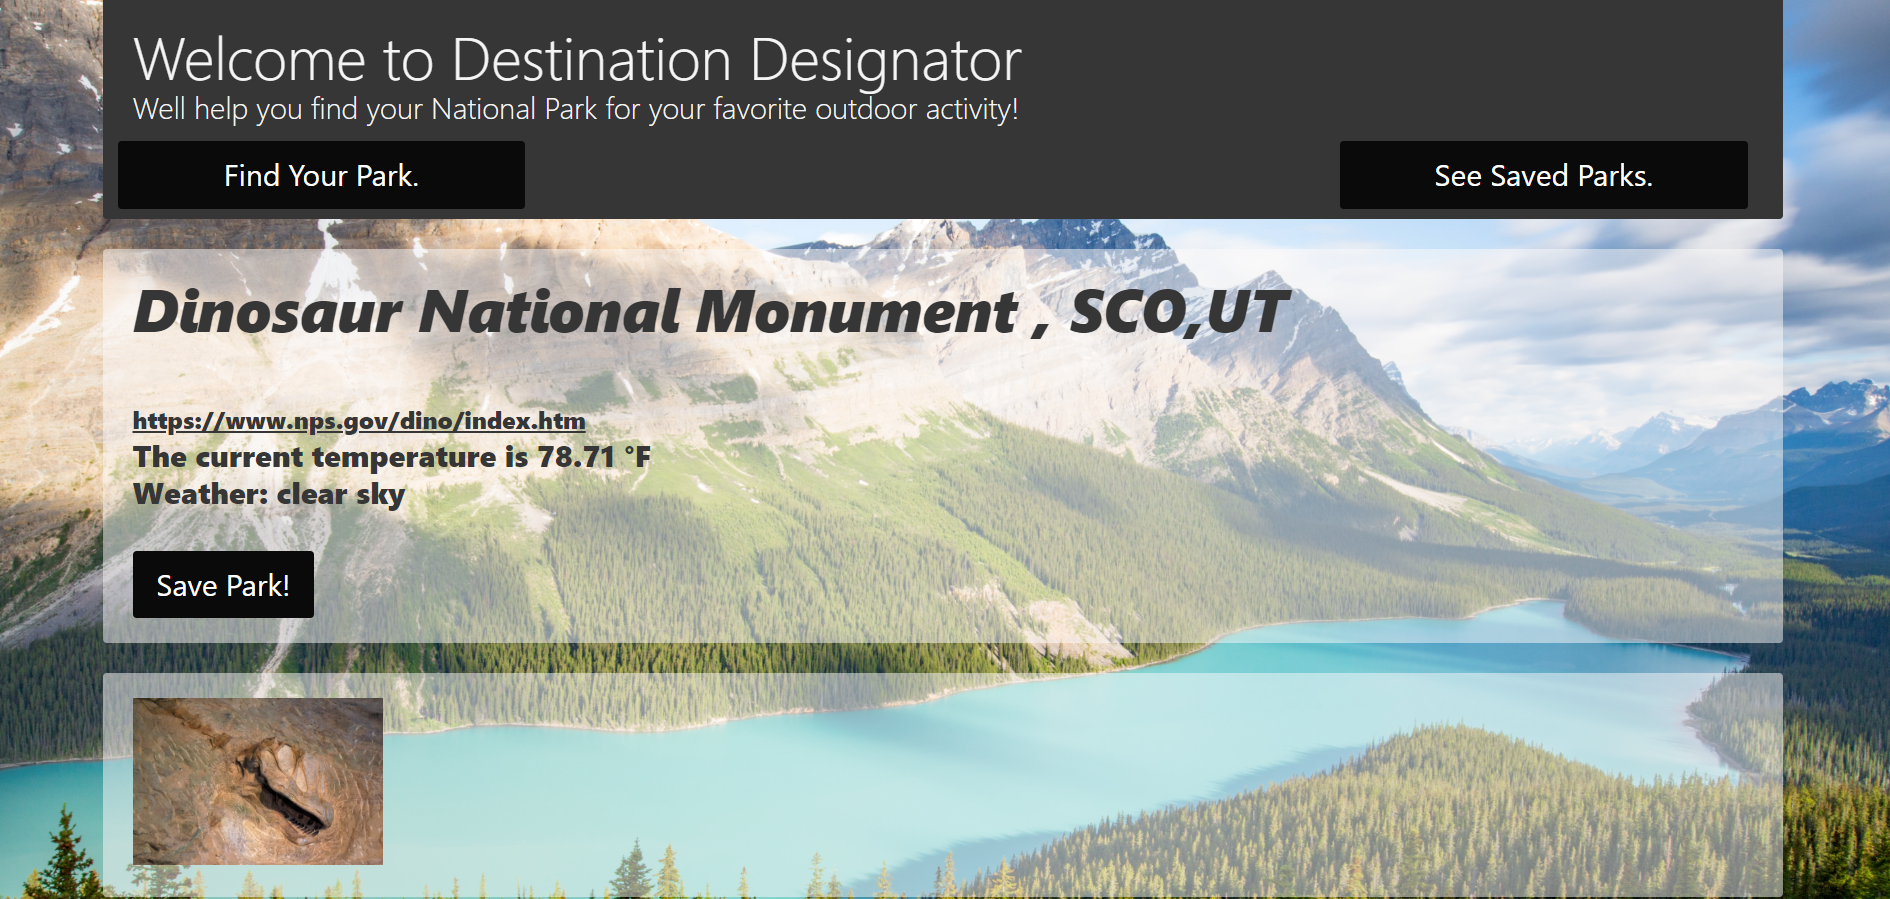 Welcome to Destination Designator
Well help you find your National Park for your favorite outdoor activity!
Find Your Park.
See Saved Parks.
Dinosaur National Monument , SCO,UT
https://www.nps.gov/dino/index.htm
The current temperature is 78.71 °F
Weather: clear sky
Save Park!